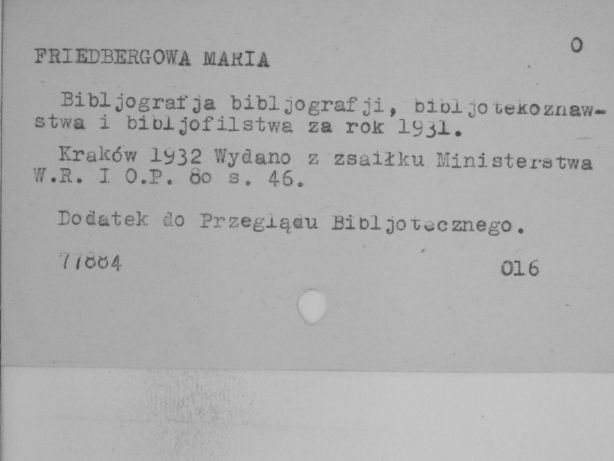 O
FRIEDBERGOWA MARIA
Bibljografja bibljografji, bibljotekoznaw-
stwa i bibljofilstwa za rok 1931.
Kraków 1932 Wydano z zsaiłku Ministerstwa
W.R. I O.P. 8o s. 46.
Dodatek do Przeglądu Bibljotecznego.
77884 016